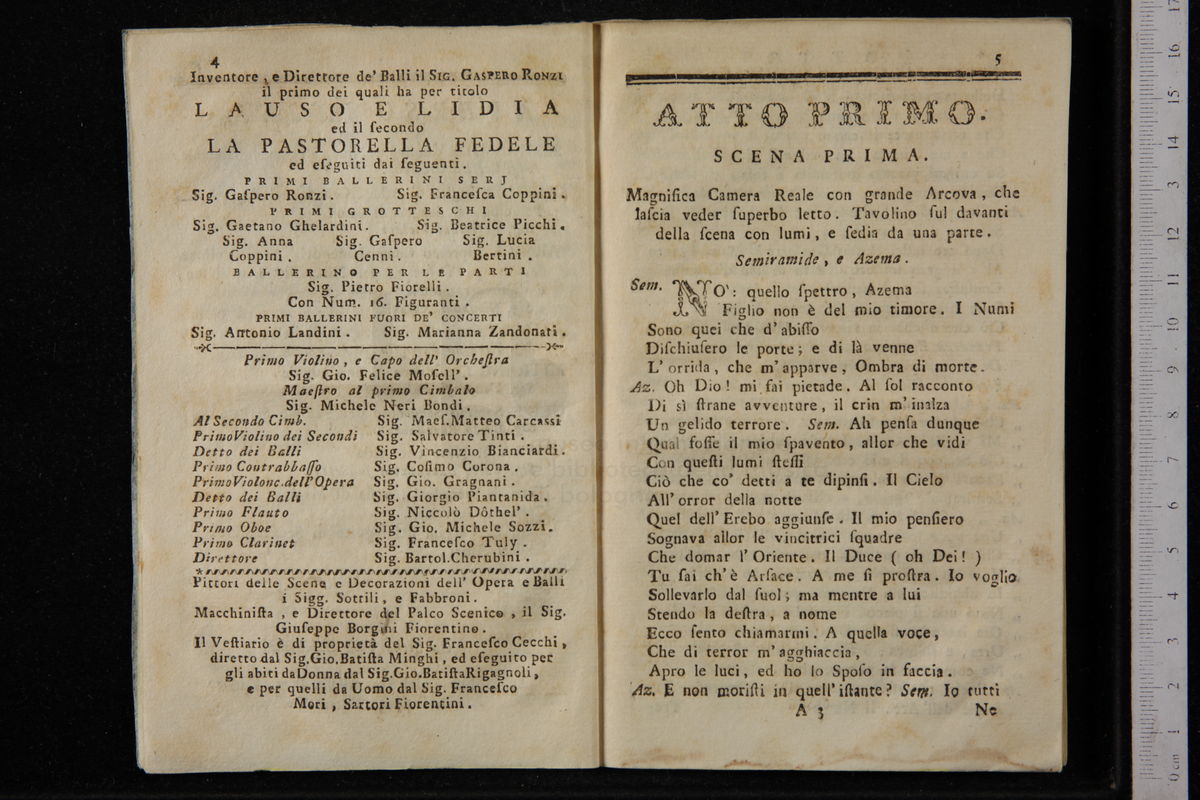 4
Inventore , e Direttore de' Balli il SIG. GASPERO RONZI
il primo dei quali ha per titolo
LAUSO E LIDIA
ed il ſecondo
LA PASTORELLA FEDELE
ed eſeguiti dai ſeguenti .
PRIMI BALLERINI SERJ
Sig. Gaſpero Ronzi . Sig. Franceſca Coppini .
PRIMI GROTTESCHI
Sig. Gaetano Ghelardini . Sig. Beatrice Picchi .
Sig. Anna Sig. Gaſpero Sig. Lucia
Coppini . Cenni . Bertini .
BALLERINO PER LE PARTI
Sig. Pietro Fiorelli .
Con Num. 16. Figuranti .
PRIMI BALLERINI FUORI DE' CONCERTI
Sig. Antonio Landini . Sig. Marianna Zandonati .
Primo Violino , e Capo dell' Orcheſtra
Sig. Gio. Felice Moſell' .
Maeſtro al primo Cimbalo
Sig. Michele Neri Bondi .
Al Secondo Cimb. Sig. Maeſ. Matteo Carcassi
Primo Violino dei Secondi Sig. Salvatore Tinti .
Detto dei Balli Sig. Vincenzio Bianciardi .
Primo Contrabbaſſo Sig. Coſimo Corona .
Primo Violonc. dell' Opera Sig. Gio. Gragnani .
Detto dei Balli Sig. Giorgio Piantanida .
Primo Flauto Sig. Niccolò Dôthel' .
Primo Oboe Sig. Gio. Michele Sozzi .
Primo Clarinet Sig. Franceſco Tuly .
Direttore Sig. Bartol. Cherubini .
Pittori delle Scene e Decorazioni dell' Opera e Balli
i Sigg. Sottili , e Fabbroni .
Macchiniſta , e Direttore del Palco Scenico , il Sig.
Giuſeppe Borgini Fiorentino .
Il Veſtiario è di proprietà del Sig. Franceſco Cecchi ,
diretto dal Sig. Gio. Batiſta Minghi , ed eſeguito per
gli abiti da Donna dal Sig. Gio. Batiſta Rigagnoli ,
e per quelli da Uomo dal Sig. Franceſco
Mori , Sartori Fiorentini .
5
ATTO PRIMO.
SCENA PRIMA.
Magnifica Camera Reale con grande Arcova , che
laſcia veder ſuperbo letto . Tavolino ſul davanti
della ſcena con lumi , e ſedia da una parte .
Semiramide , e Azema .
Sem. NO' : quello ſpettro , Azema
Figlio non è del mio timore . I Numi
Sono quei che d' abiſſo
Diſchiuſero le porte ; e di là venne
L' orrida , che m' apparve , Ombra di morte .
Az. Oh Dio ! mi fai pietade . Al ſol racconto
Di sì ſtrane avventure , il crin m' inalza
Un gelido terrore . Sem. Ah penſa dunque
Qual foſſe il mio ſpavento , allor che vidi
Con queſti lumi ſteſſi
Ciò che co' detti a te dipinſi . Il Cielo
All' orror della notte
Quel dell' Erebo aggiunſe . Il mio penſiero
Sognava allor le vincitrici ſquadre
Che domar l' Oriente . Il Duce ( oh Dei ! )
Tu ſai ch' è Arſace . A me ſi proſtra . Io voglio
Sollevarlo dal ſuol ; ma mentre a lui
Stendo la deſtra , a nome
Ecco ſento chiamarmi . A quella voce ,
Che di terror m' agghiaccia ,
Apro le luci , ed ho lo Spoſo in faccia .
Az. E non moriſti in quell' iſtante ? Sem. Io tutti
A 3 Ne